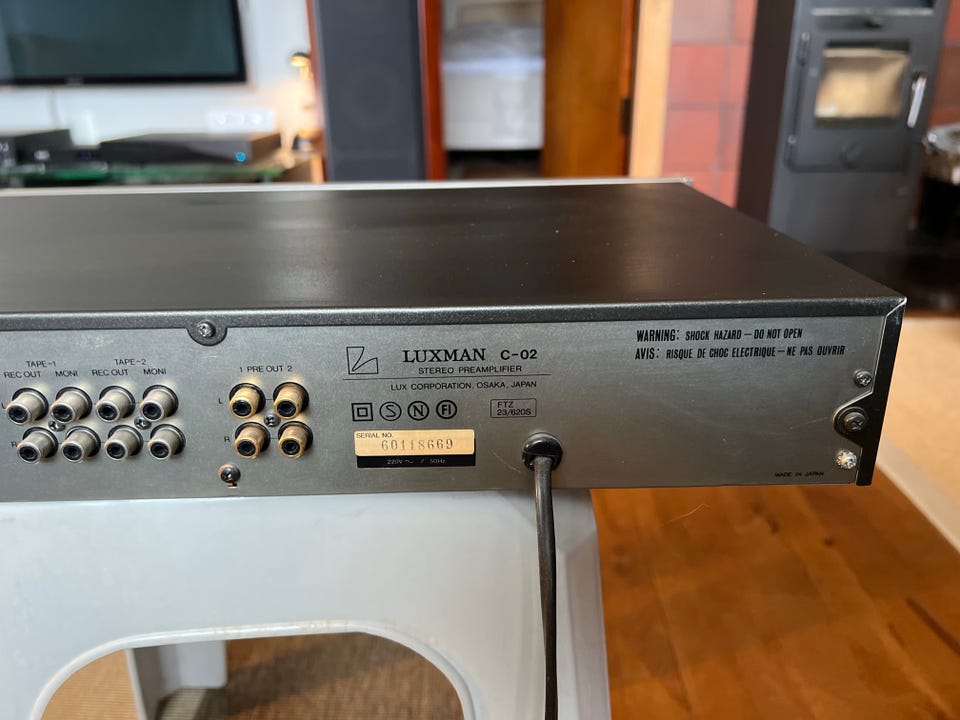 TAPE-1
REC OUT MONI
TAPE-2
REC OUT MONI
L
R
1 PRE OUT 2
L
R
LUXMAN C-02
STEREO PREAMPLIFIER
LUX CORPORATION, OSAKA, JAPAN
S N FI
FTZ
23/620S
SERIAL NO.
60118669
220V ~ / 50Hz
WARNING: SHOCK HAZARD — DO NOT OPEN
AVIS: RISQUE DE CHOC ELECTRIQUE — NE PAS OUVRIR
MADE IN JAPAN